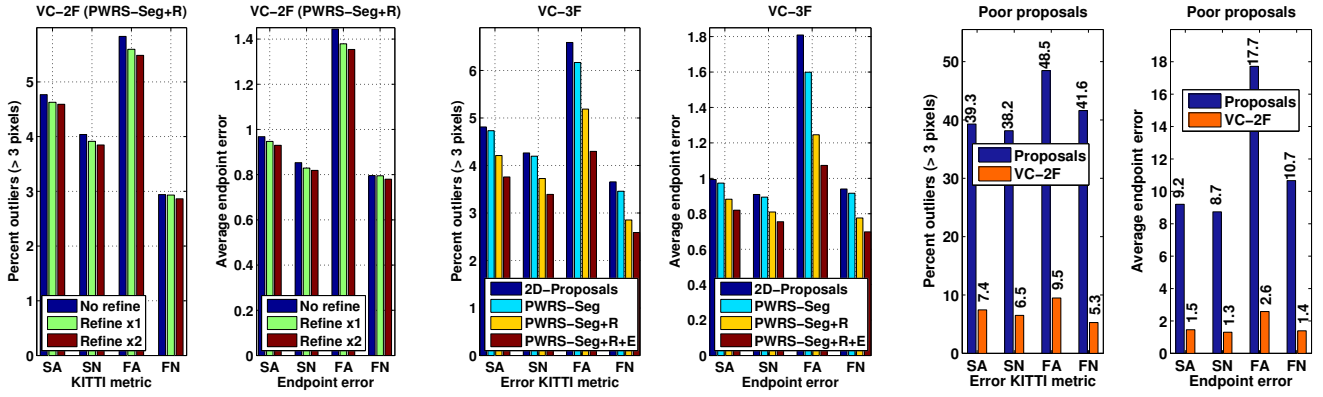 VC−2F (PWRS−Seg+R)
Percent outliers (> 3 pixels)
5
4
3
2
1
0
No refine
Refine x1
Refine x2
SA SN FA FN
KITTI metric
VC−2F (PWRS−Seg+R)
Average endpoint error
1.4
1.2
1
0.8
0.6
0.4
0.2
0
No refine
Refine x1
Refine x2
SA SN FA FN
Endpoint error
VC−3F
Percent outliers (> 3 pixels)
6
5
4
3
2
1
0
2D−Proposals
PWRS−Seg
PWRS−Seg+R
PWRS−Seg+R+E
SA SN FA FN
Error KITTI metric
VC−3F
Average endpoint error
1.8
1.6
1.4
1.2
1
0.8
0.6
0.4
0.2
0
2D−Proposals
PWRS−Seg
PWRS−Seg+R
PWRS−Seg+R+E
SA SN FA FN
Endpoint error
Poor proposals
Percent outliers (> 3 pixels)
50
40
30
20
10
0
39.3
38.2
48.5
41.6
Proposals
VC−2F
7.4
6.5
9.5
5.3
SA SN FA FN
Error KITTI metric
Poor proposals
Average endpoint error
18
16
14
12
10
8
6
4
2
0
9.2
8.7
17.7
10.7
Proposals
VC−2F
1.5
1.3
2.6
1.4
SA SN FA FN
Endpoint error